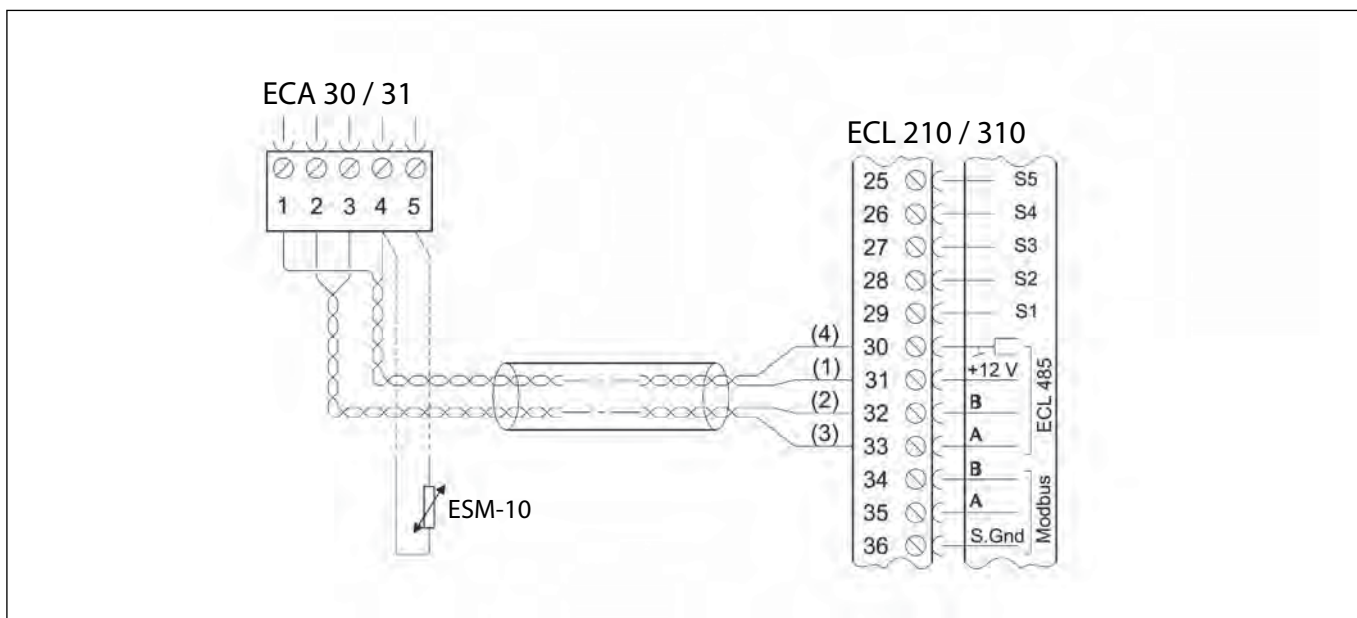 ECA 30 / 31
1 2 3 4 5
ESM-10
ECL 210 / 310
25 S5
26 S4
27 S3
28 S2
29 S1
(4) 30
(1) 31 +12 V
(2) 32 B
(3) 33 A
ECL 485
34 B
35 A
36 S.Gnd
Modbus